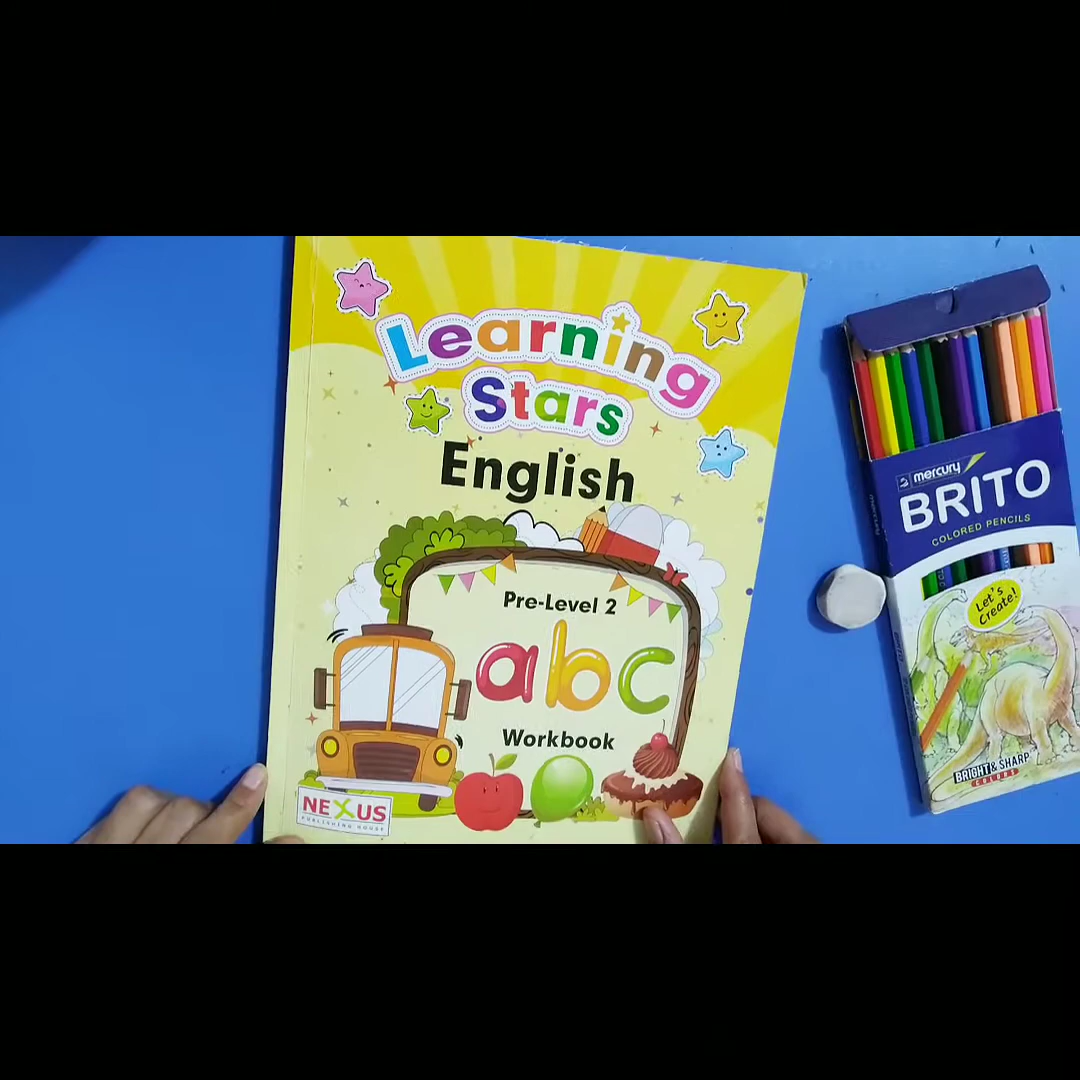 Learning
Stars
English
Pre-Level 2
abc
Workbook
NEXUS
PUBLISHING HOUSE
mercury
BRITO
COLORED PENCILS
Let's
Create!
BRIGHT & SHARP
COLORS